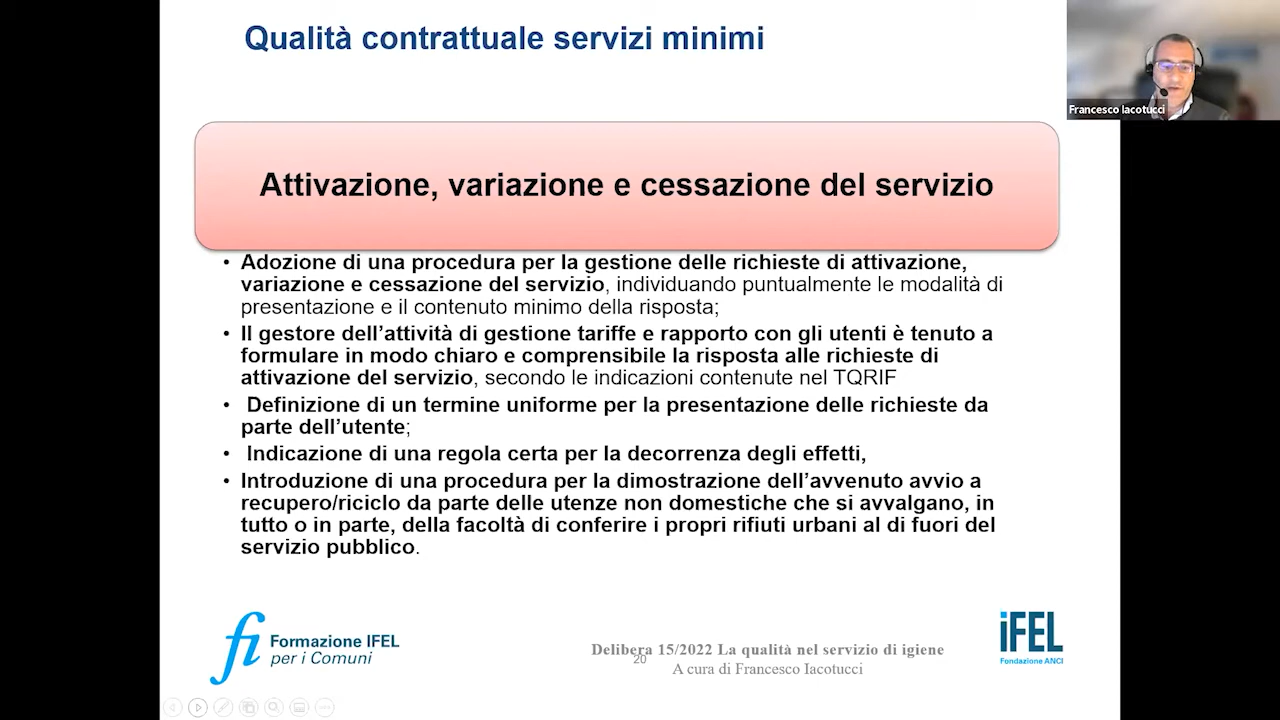 Qualità contrattuale servizi minimi
Francesco Iacotucci
Attivazione, variazione e cessazione del servizio
• Adozione di una procedura per la gestione delle richieste di attivazione,
variazione e cessazione del servizio, individuando puntualmente le modalità di
presentazione e il contenuto minimo della risposta;
• Il gestore dell'attività di gestione tariffe e rapporto con gli utenti è tenuto a
formulare in modo chiaro e comprensibile la risposta alle richieste di
attivazione del servizio, secondo le indicazioni contenute nel TQRIF
• Definizione di un termine uniforme per la presentazione delle richieste da
parte dell'utente;
• Indicazione di una regola certa per la decorrenza degli effetti,
• Introduzione di una procedura per la dimostrazione dell'avvenuto avvio a
recupero/riciclo da parte delle utenze non domestiche che si avvalgano, in
tutto o in parte, della facoltà di conferire i propri rifiuti urbani al di fuori del
servizio pubblico.
fi Formazione IFEL
per i Comuni
Delibera 15/2022 La qualità nel servizio di igiene
20
A cura di Francesco Iacotucci
iFEL
Fondazione ANCI